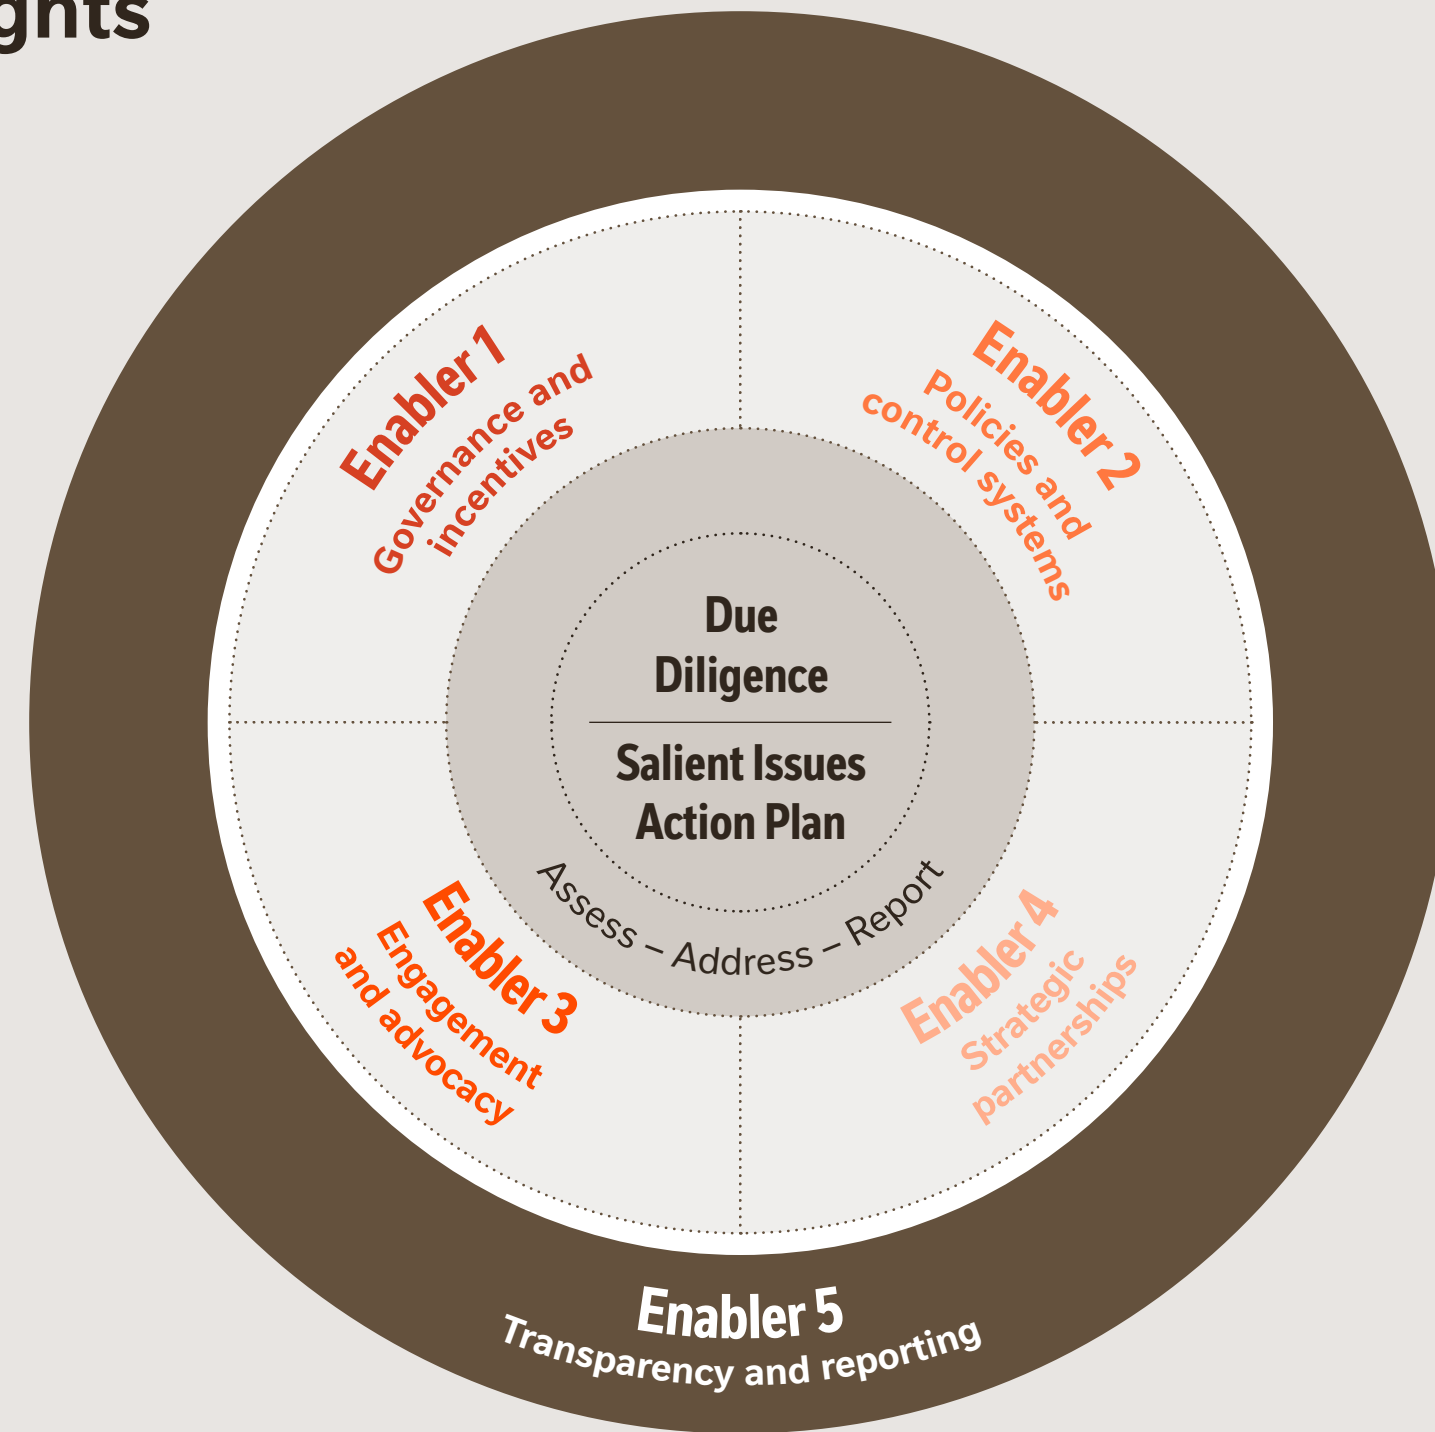 ghts
Enabler 1
Governance and
incentives
Enabler 2
Policies and
control systems
Due
Diligence
Salient Issues
Action Plan
Assess – Address – Report
Enabler 3
Engagement
and advocacy
Enabler 4
Strategic
partnerships
Enabler 5
Transparency and reporting